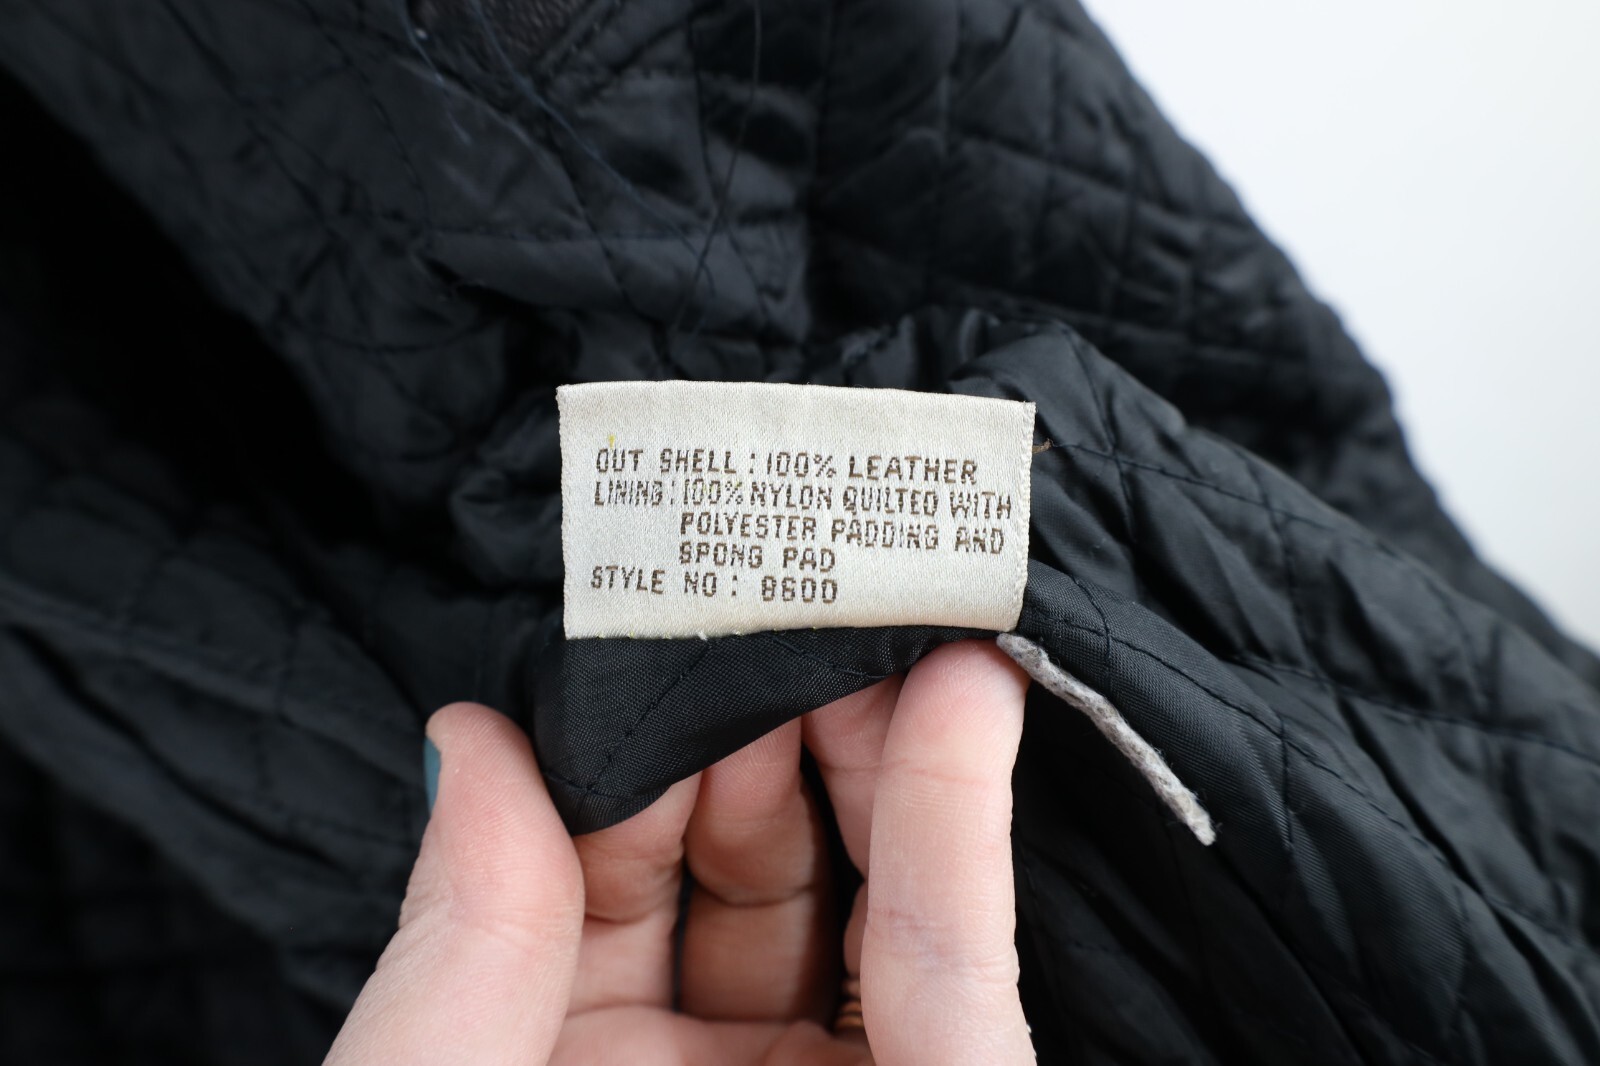 OUT SHELL : 100% LEATHER
LINING : 100% NYLON QUILTED WITH
POLYESTER PADDING AND
SPONG PAD
STYLE NO : 8600